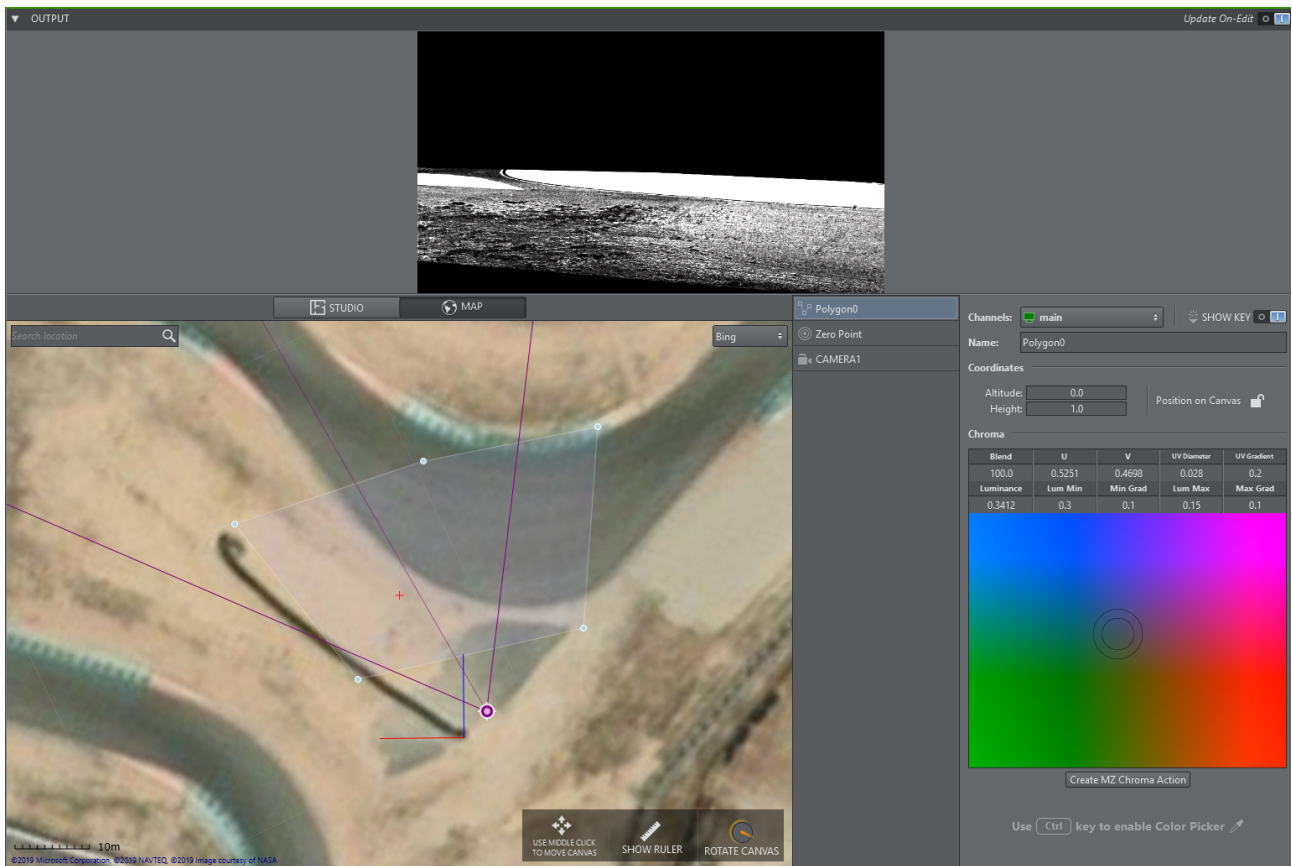 OUTPUT
Update On-Edit
STUDIO
MAP
Search location
Bing
10m
©2019 Microsoft Corporation, ©2019 NAVTEQ, ©2019 Image courtesy of NASA
USE MIDDLE CLICK
TO MOVE CANVAS
SHOW RULER
ROTATE CANVAS
Polygon0
Zero Point
CAMERA1
Channels: main SHOW KEY
Name: Polygon0
Coordinates
Altitude: 0.0
Height: 1.0
Position on Canvas
Chroma
Blend U V UV Diameter UV Gradient
100.0 0.5251 0.4698 0.028 0.2
Luminance Lum Min Min Grad Lum Max Max Grad
0.3412 0.3 0.1 0.15 0.1
Create MZ Chroma Action
Use Ctrl key to enable Color Picker